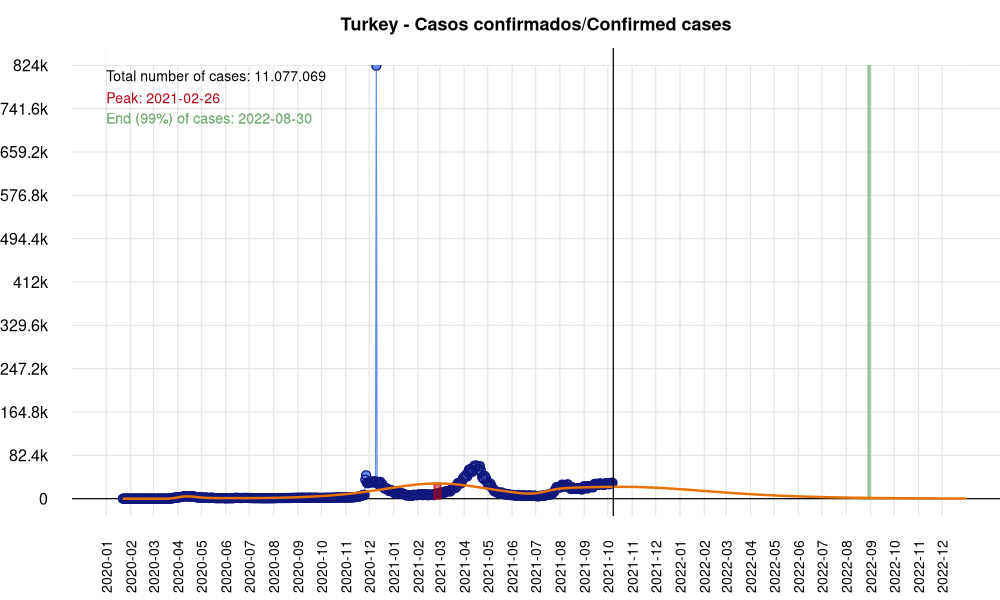 Turkey - Casos confirmados/Confirmed cases
824k
741.6k
659.2k
576.8k
494.4k
412k
329.6k
247.2k
164.8k
82.4k
0
Total number of cases: 11.077.069
Peak: 2021-02-26
End (99%) of cases: 2022-08-30
2020-01
2020-02
2020-03
2020-04
2020-05
2020-06
2020-07
2020-08
2020-09
2020-10
2020-11
2020-12
2021-01
2021-02
2021-03
2021-04
2021-05
2021-06
2021-07
2021-08
2021-09
2021-10
2021-11
2021-12
2022-01
2022-02
2022-03
2022-04
2022-05
2022-06
2022-07
2022-08
2022-09
2022-10
2022-11
2022-12